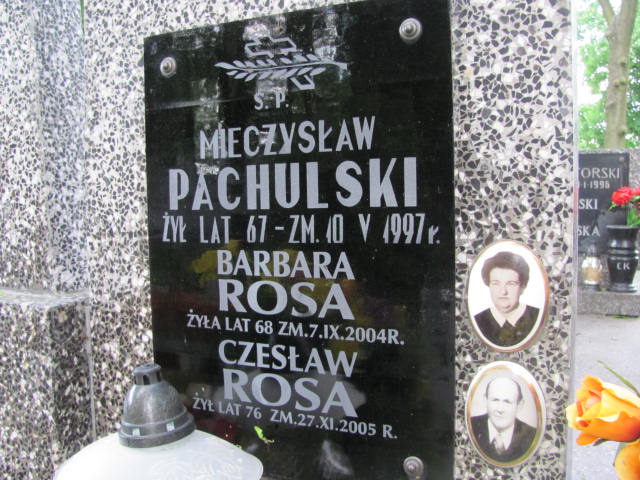 Ś. P.
MIECZYSŁAW
PACHULSKI
ŻYŁ LAT 67 - ZM. 10 V 1997 r.
BARBARA
ROSA
ŻYŁA LAT 68 ZM. 7. IX. 2004 R.
CZESŁAW
ROSA
ŻYŁ LAT 76 ZM. 27. XI. 2005 R.